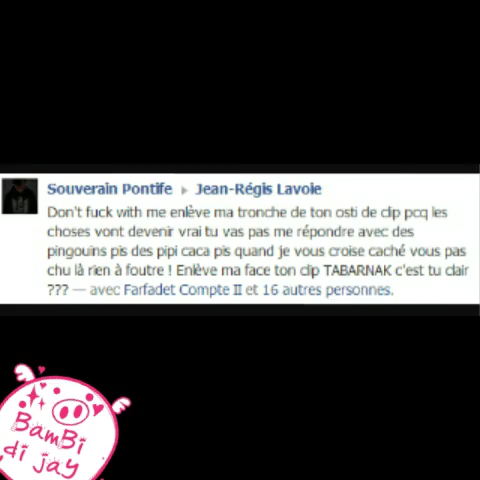 Souverain Pontife ▸ Jean-Régis Lavoie
Don't fuck with me enlève ma tronche de ton osti de clip pcq les
choses vont devenir vrai tu vas pas me répondre avec des
pingouins pis des pipi caca pis quand je vous croise caché vous pas
chu là rien à foutre ! Enlève ma face ton clip TABARNAK c'est tu clair
??? — avec Farfadet Compte II et 16 autres personnes.
BamBi
di jay